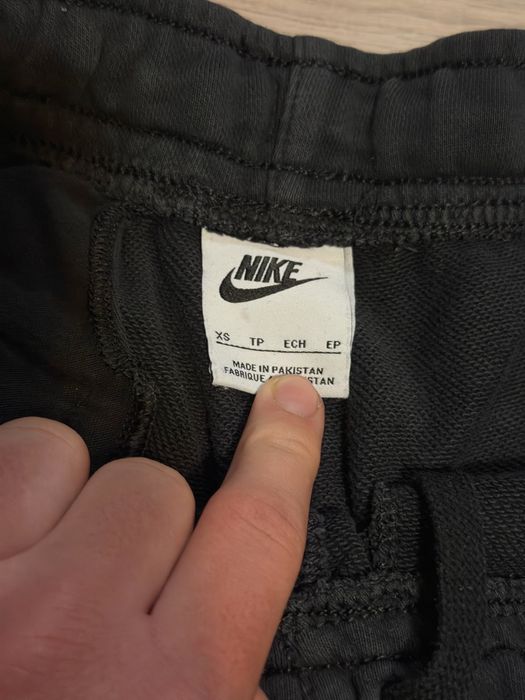 NIKE
XS TP ECH EP
MADE IN PAKISTAN
FABRIQUE